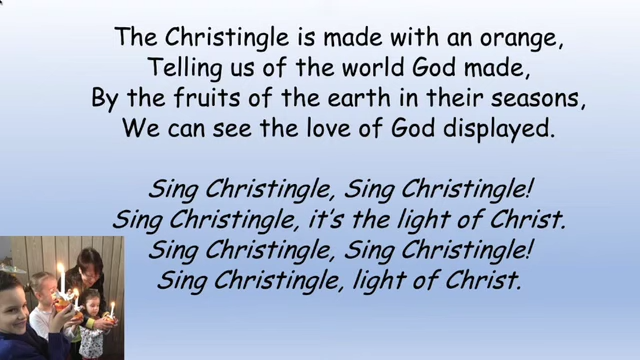 The Christingle is made with an orange,
Telling us of the world God made,
By the fruits of the earth in their seasons,
We can see the love of God displayed.
Sing Christingle, Sing Christingle!
Sing Christingle, it’s the light of Christ.
Sing Christingle, Sing Christingle!
Sing Christingle, light of Christ.